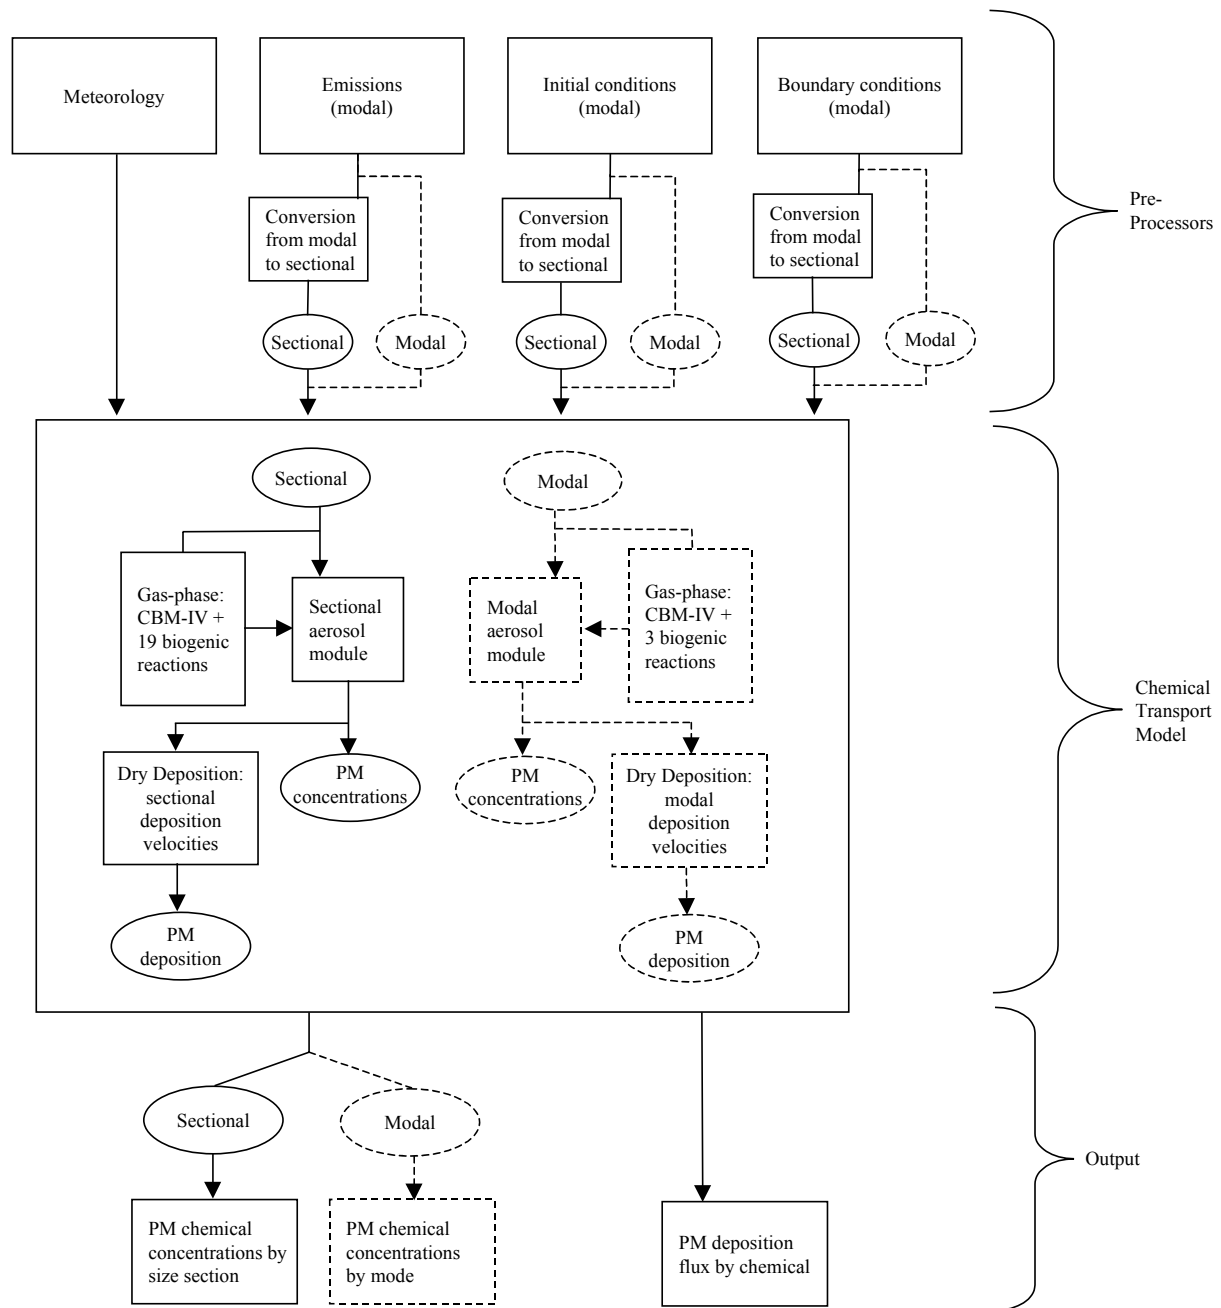 Meteorology
Emissions
(modal)
Initial conditions
(modal)
Boundary conditions
(modal)
Pre-
Processors
Conversion
from modal
to sectional
Conversion
from modal
to sectional
Conversion
from modal
to sectional
Sectional
Modal
Sectional
Modal
Sectional
Modal
Sectional
Modal
Gas-phase:
CBM-IV +
19 biogenic
reactions
Sectional
aerosol
module
Modal
aerosol
module
Gas-phase:
CBM-IV +
3 biogenic
reactions
Chemical
Transport
Model
Dry Deposition:
sectional
deposition
velocities
PM
concentrations
PM
concentrations
Dry Deposition:
modal
deposition
velocities
PM
deposition
PM
deposition
Sectional
Modal
Output
PM chemical
concentrations by
size section
PM chemical
concentrations
by mode
PM deposition
flux by chemical